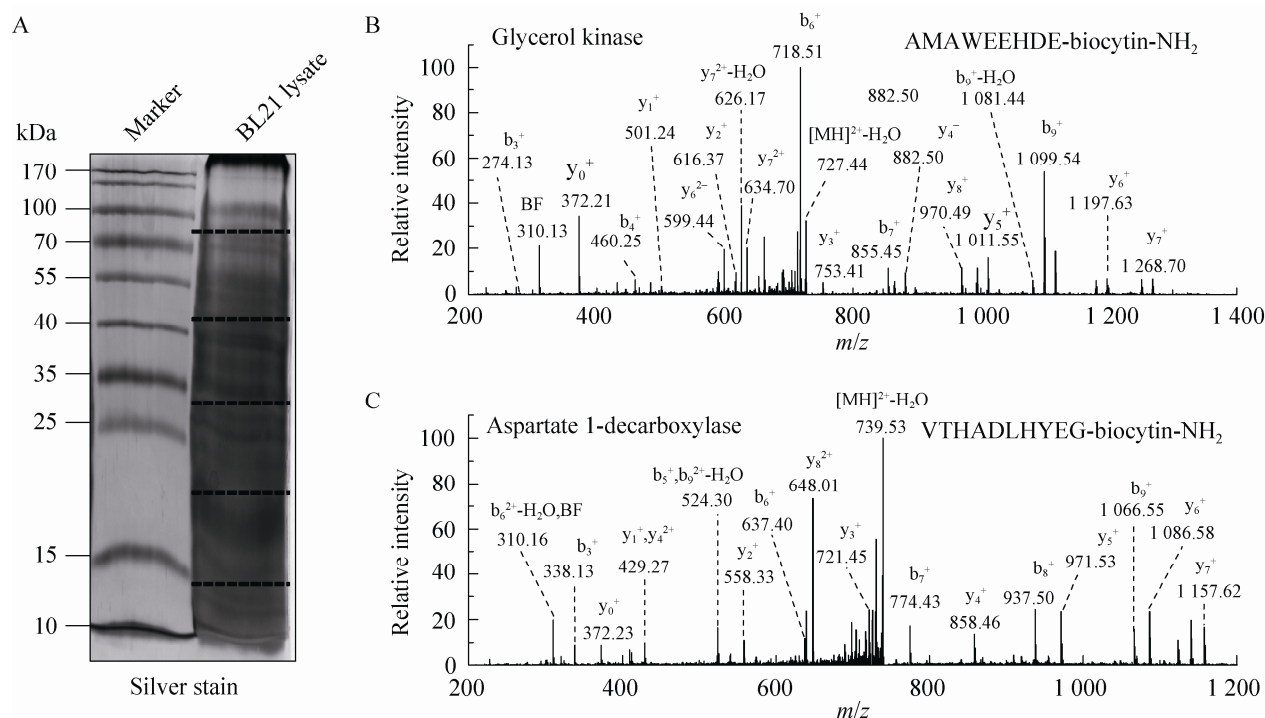 A
Marker
BL21 lysate
kDa
170
100
70
55
40
35
25
15
10
Silver stain
B
Glycerol kinase
AMAWEEHDE-biocytin-NH₂
Relative intensity
100
80
60
40
20
0
b₃⁺
274.13
BF
310.13
y₀⁺
372.21
b₄⁺
460.25
y₁⁺
501.24
y₆²⁻
599.44
y₂⁺
616.37
y₇²⁺-H₂O
626.17
y₇²⁺
634.70
b₆⁺
718.51
[MH]²⁺-H₂O
727.44
y₃⁺
753.41
b₇⁺
855.45
882.50
y₄⁻
882.50
y₈⁺
970.49
y₅⁺
1 011.55
b₉⁺-H₂O
1 081.44
b₉⁺
1 099.54
y₆⁺
1 197.63
y₇⁺
1 268.70
200 400 600 800 1 000 1 200 1 400
m/z
C
Aspartate 1-decarboxylase
VTHADLHYEG-biocytin-NH₂
Relative intensity
100
80
60
40
20
0
b₆²⁺-H₂O,BF
310.16
b₃⁺
338.13
y₀⁺
372.23
y₁⁺,y₄²⁺
429.27
b₅⁺,b₉²⁺-H₂O
524.30
y₂⁺
558.33
b₆⁺
637.40
y₈²⁺
648.01
y₃⁺
721.45
[MH]²⁺-H₂O
739.53
b₇⁺
774.43
y₄⁺
858.46
b₈⁺
937.50
y₅⁺
971.53
b₉⁺
1 066.55
y₆⁺
1 086.58
y₇⁺
1 157.62
200 400 600 800 1 000 1 200
m/z